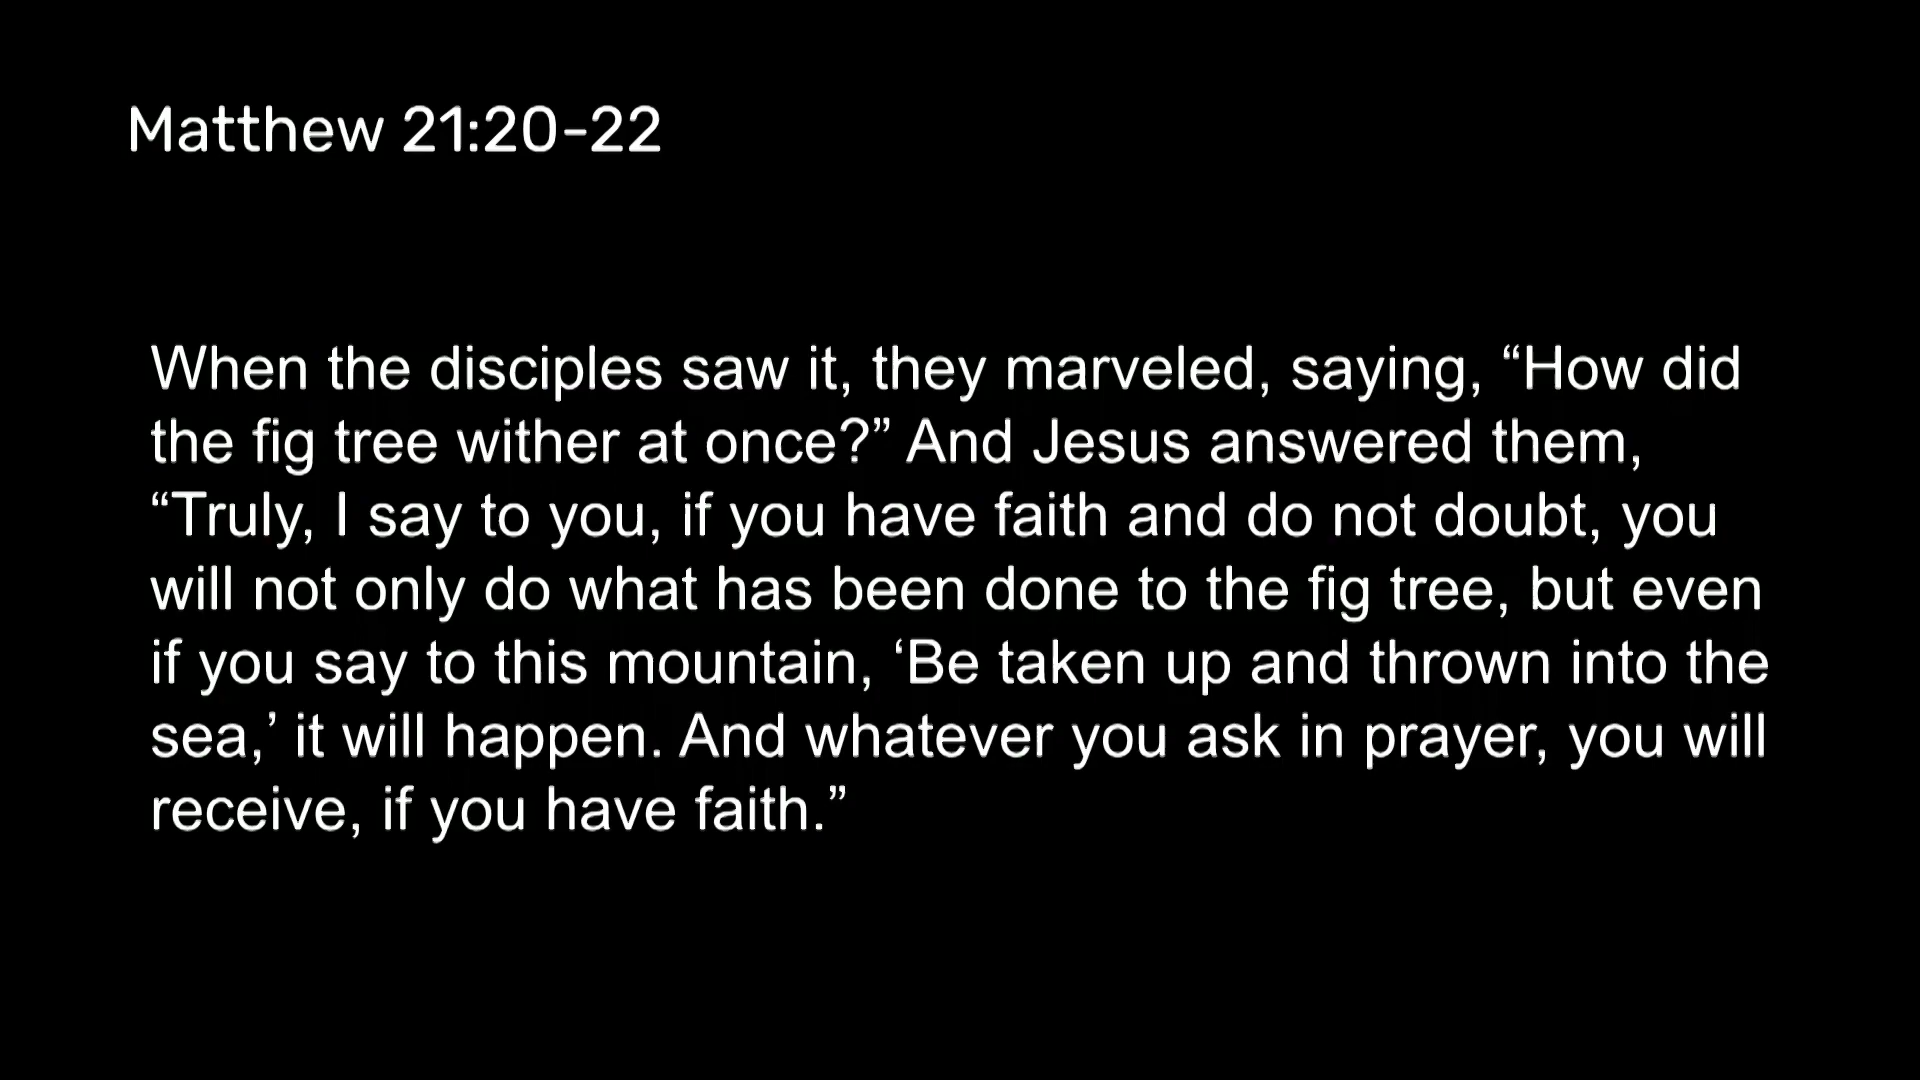 Matthew 21:20-22
When the disciples saw it, they marveled, saying, “How did
the fig tree wither at once?” And Jesus answered them,
“Truly, I say to you, if you have faith and do not doubt, you
will not only do what has been done to the fig tree, but even
if you say to this mountain, ‘Be taken up and thrown into the
sea,’ it will happen. And whatever you ask in prayer, you will
receive, if you have faith.”